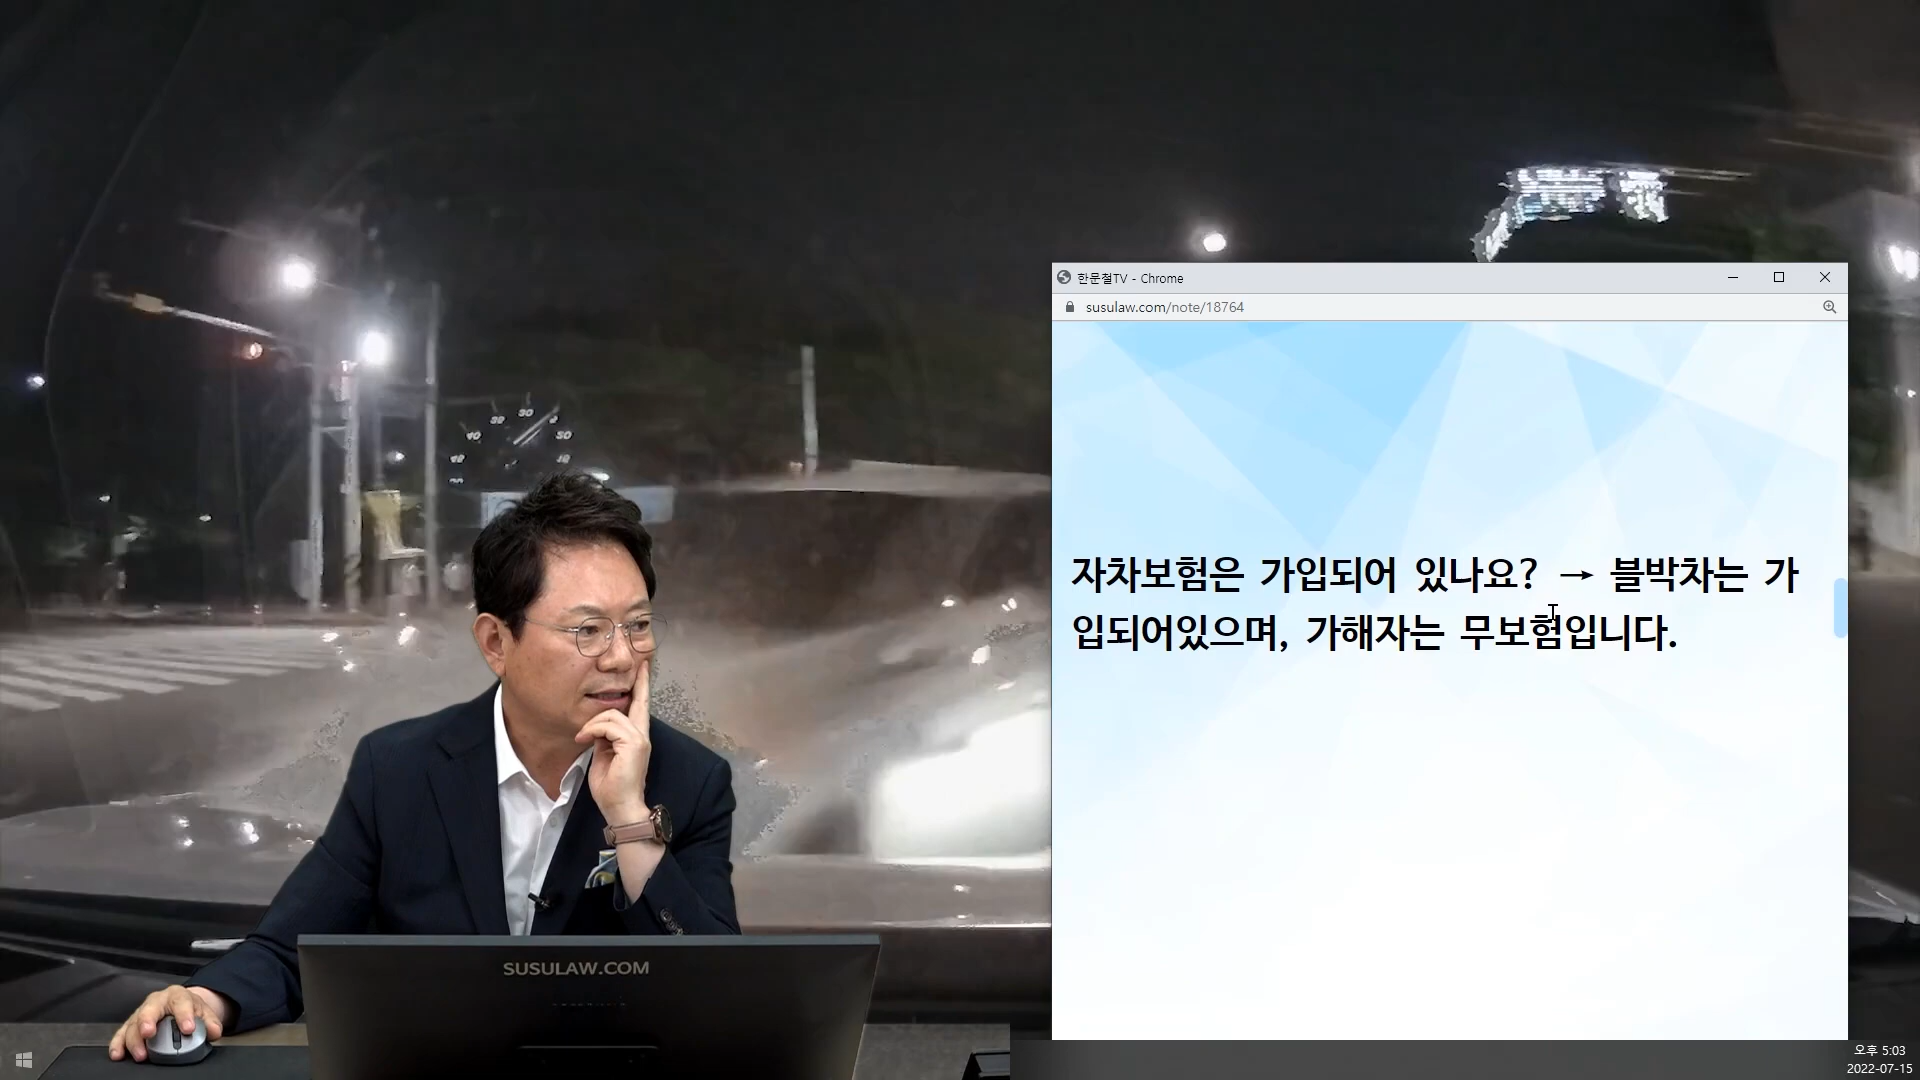 한문철TV - Chrome
susulaw.com/note/18764
자차보험은 가입되어 있나요? → 블박차는 가
입되어있으며, 가해자는 무보험입니다.
SUSULAW.COM
오후 5:03
2022-07-15